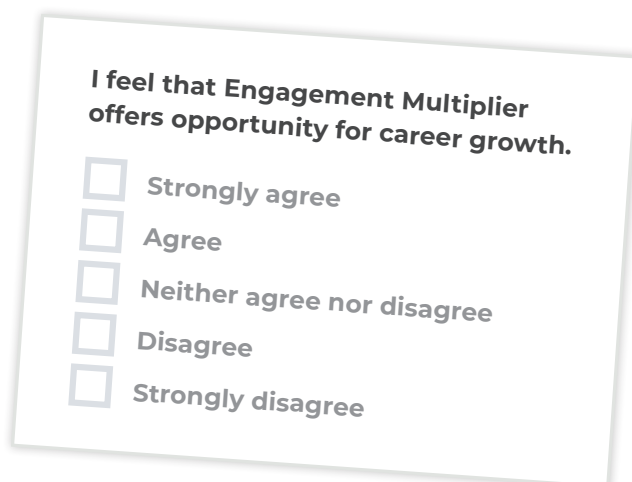 I feel that Engagement Multiplier
offers opportunity for career growth.
Strongly agree
Agree
Neither agree nor disagree
Disagree
Strongly disagree